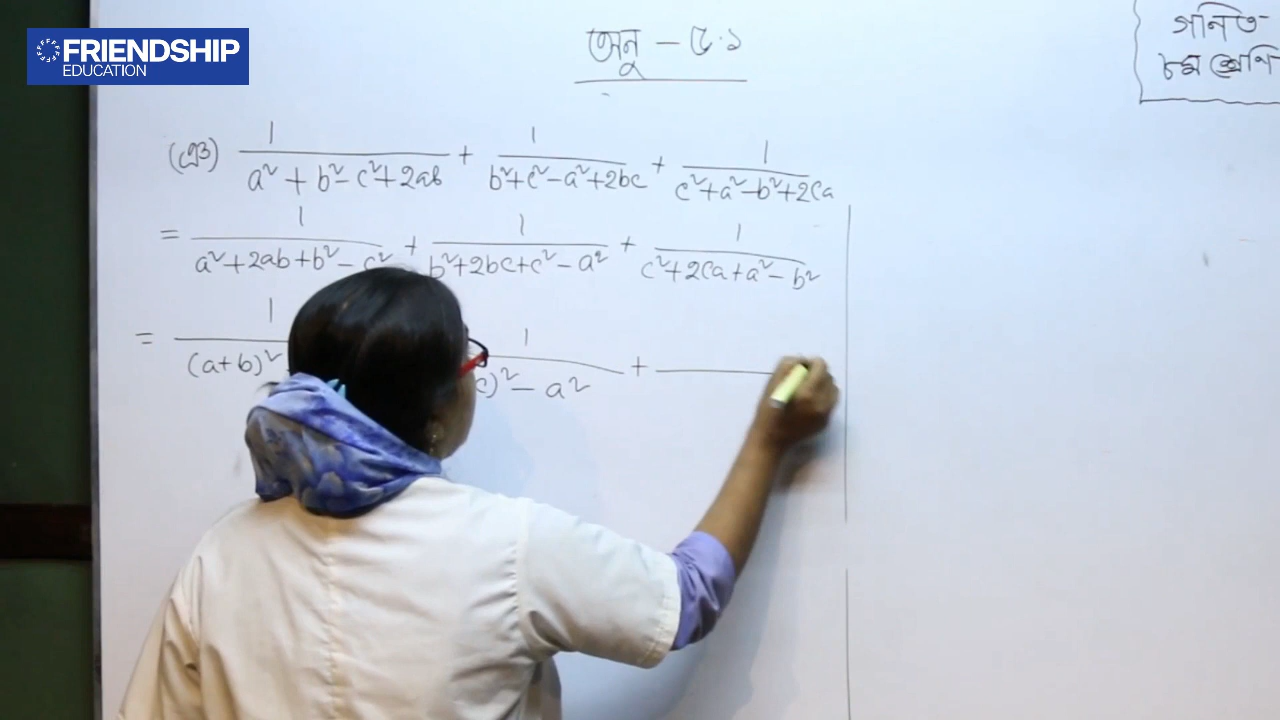 FRIENDSHIP
EDUCATION
অনু – ৫.১
গনিত
৮ম শ্রেণি
(ঞ) 1/(a² + b² - c² + 2ab) + 1/(b² + c² - a² + 2bc) + 1/(c² + a² - b² + 2ca)
= 1/(a² + 2ab + b² - c²) + 1/(b² + 2bc + c² - a²) + 1/(c² + 2ca + a² - b²)
= 1/(a+b)² 1/c)² - a² +